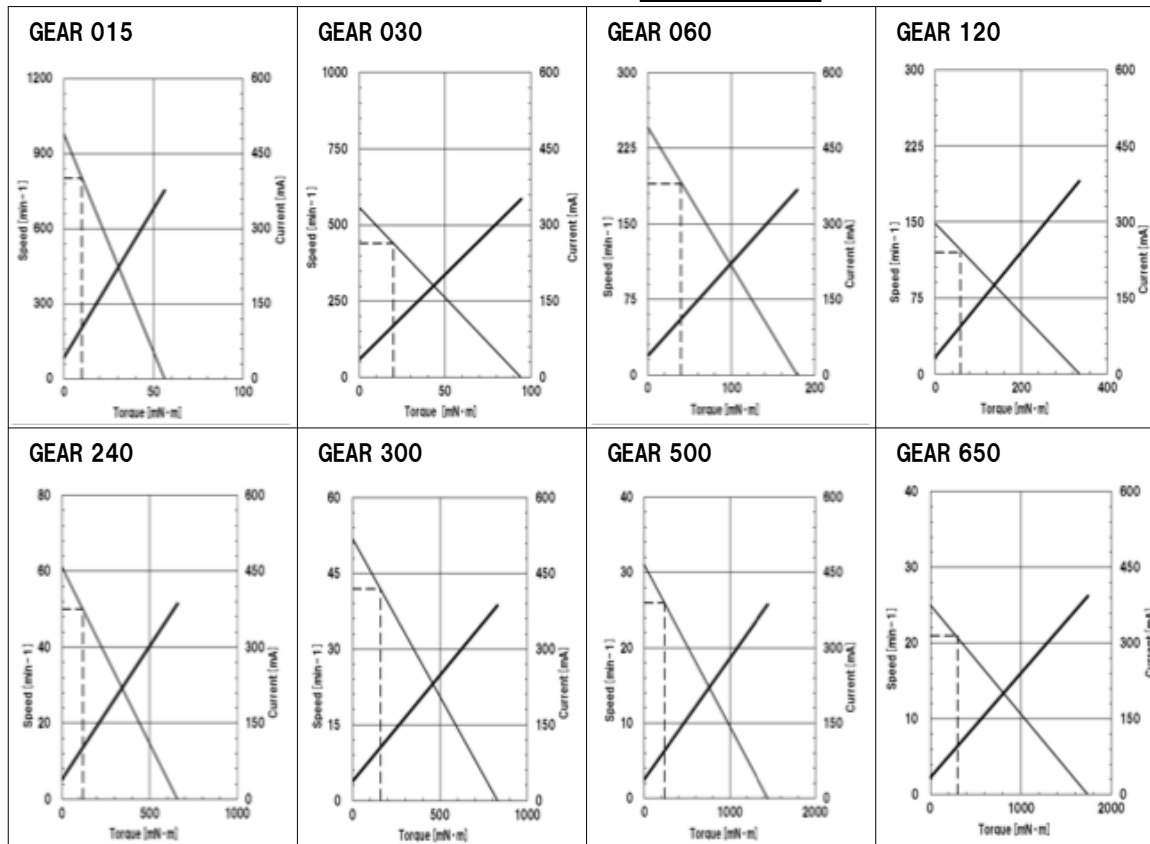 GEAR 015
1200
900
600
300
0
600
450
300
150
0
0 50 100
Speed [min-1]
Current [mA]
Torque [mN·m]
GEAR 030
1000
750
500
250
0
600
450
300
150
0
0 50 100
Speed [min-1]
Current [mA]
Torque [mN·m]
GEAR 060
300
225
150
75
0
600
450
300
150
0
0 100 200
Speed [min-1]
Current [mA]
Torque [mN·m]
GEAR 120
300
225
150
75
0
600
450
300
150
0
0 200 400
Speed [min-1]
Current [mA]
Torque [mN·m]
GEAR 240
80
60
40
20
0
600
450
300
150
0
0 500 1000
Speed [min-1]
Current [mA]
Torque [mN·m]
GEAR 300
60
45
30
15
0
600
450
300
150
0
0 500 1000
Speed [min-1]
Current [mA]
Torque [mN·m]
GEAR 500
40
30
20
10
0
600
450
300
150
0
0 1000 2000
Speed [min-1]
Current [mA]
Torque [mN·m]
GEAR 650
40
30
20
10
0
600
450
300
150
0
0 1000 2000
Speed [min-1]
Current [mA]
Torque [mN·m]